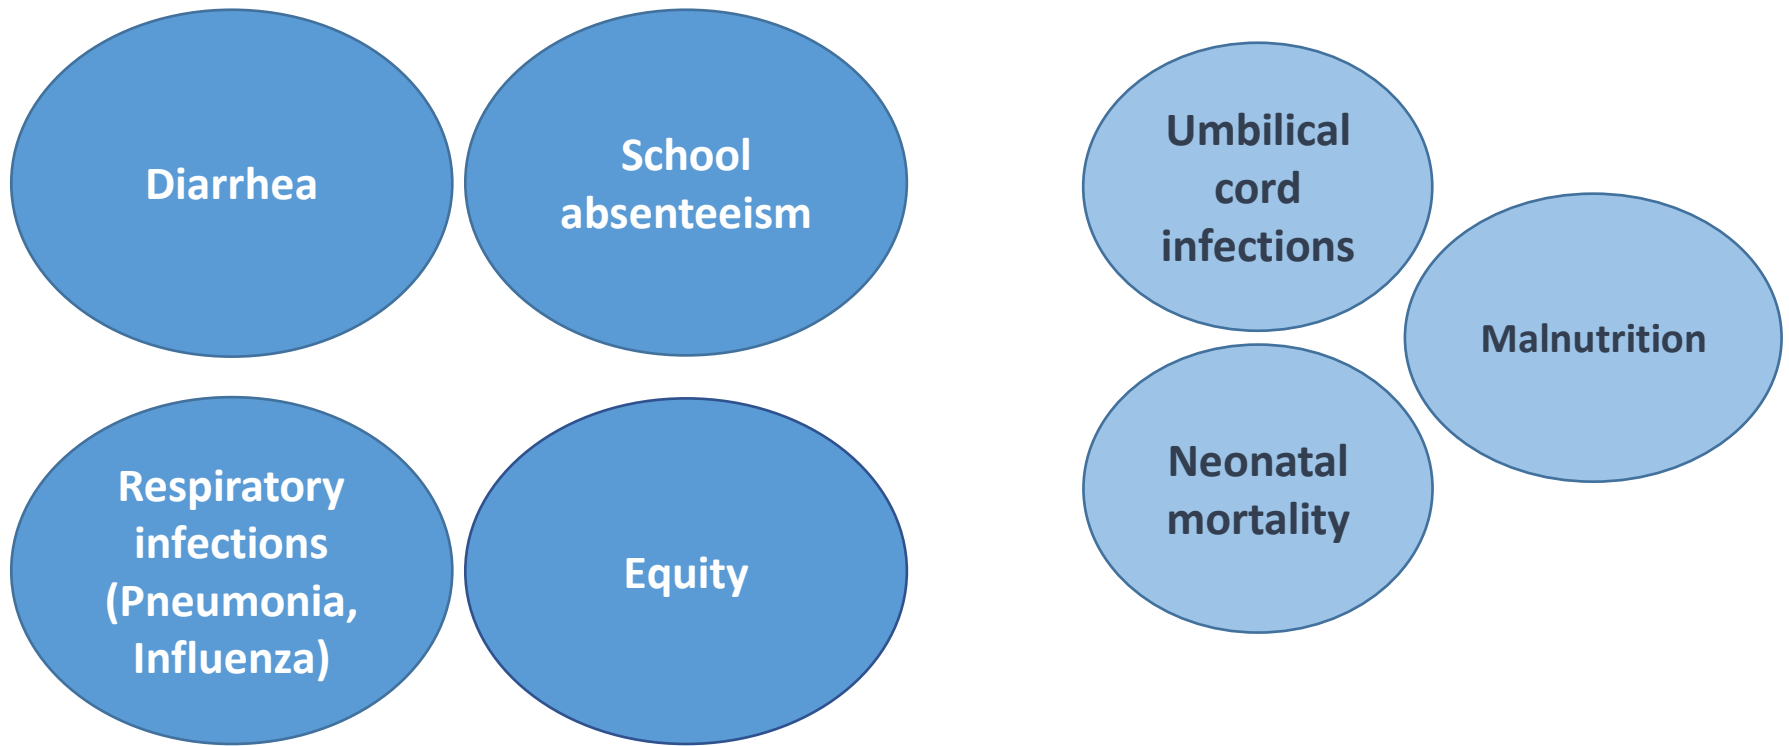 Diarrhea
School
absenteeism
Respiratory
infections
(Pneumonia,
Influenza)
Equity
Umbilical
cord
infections
Malnutrition
Neonatal
mortality